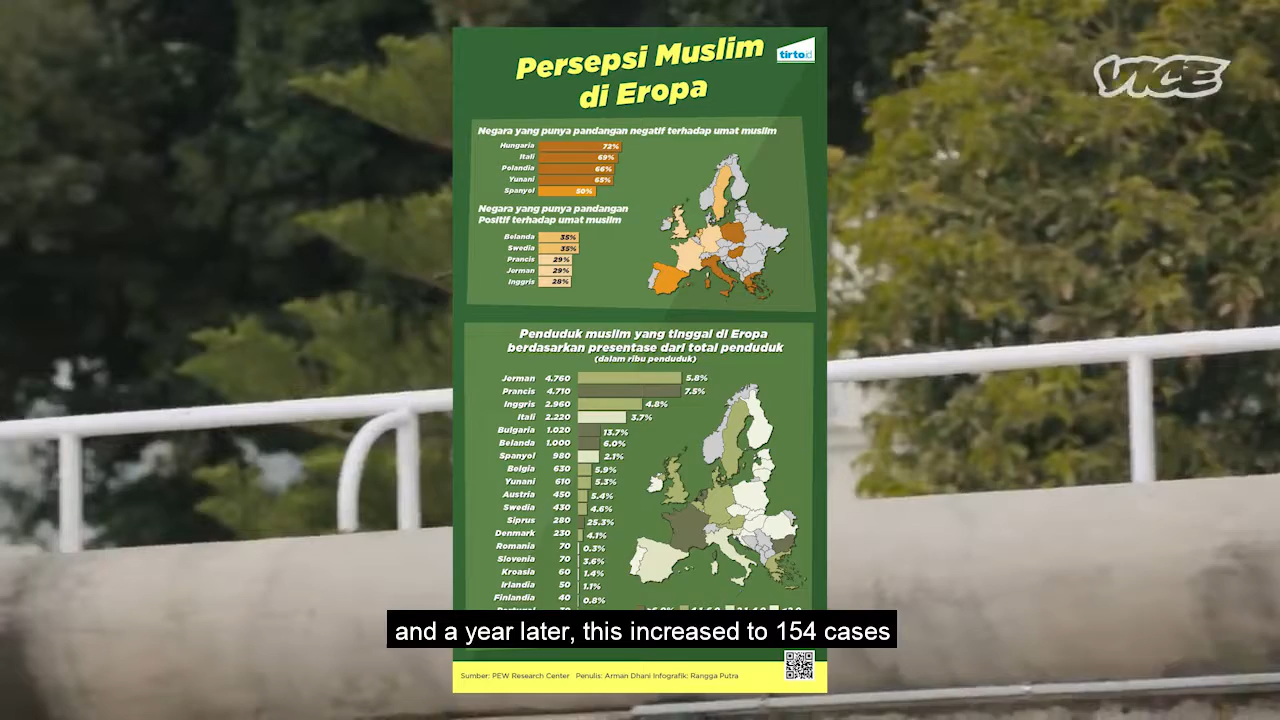 Persepsi Muslim
di Eropa
tirto.id
VICE
Negara yang punya pandangan negatif terhadap umat muslim
Hungaria 72%
Itali 69%
Polandia 66%
Yunani 65%
Spanyol 50%
Negara yang punya pandangan
Positif terhadap umat muslim
Belanda 35%
Swedia 35%
Prancis 29%
Jerman 29%
Inggris 28%
Penduduk muslim yang tinggal di Eropa
berdasarkan presentase dari total penduduk
(dalam ribu penduduk)
Jerman 4.760 5.8%
Prancis 4.710 7.5%
Inggris 2.960 4.8%
Itali 2.220 3.7%
Bulgaria 1.020 13.7%
Belanda 1.000 6.0%
Spanyol 980 2.1%
Belgia 630 5.9%
Yunani 610 5.3%
Austria 450 5.4%
Swedia 430 4.6%
Siprus 280 25.3%
Denmark 230 4.1%
Romania 70 0.3%
Slovenia 70 3.6%
Kroasia 60 1.4%
Irlandia 50 1.1%
Finlandia 40 0.8%
and a year later, this increased to 154 cases
Sumber: PEW Research Center Penulis: Arman Dhani Infografik: Rangga Putra